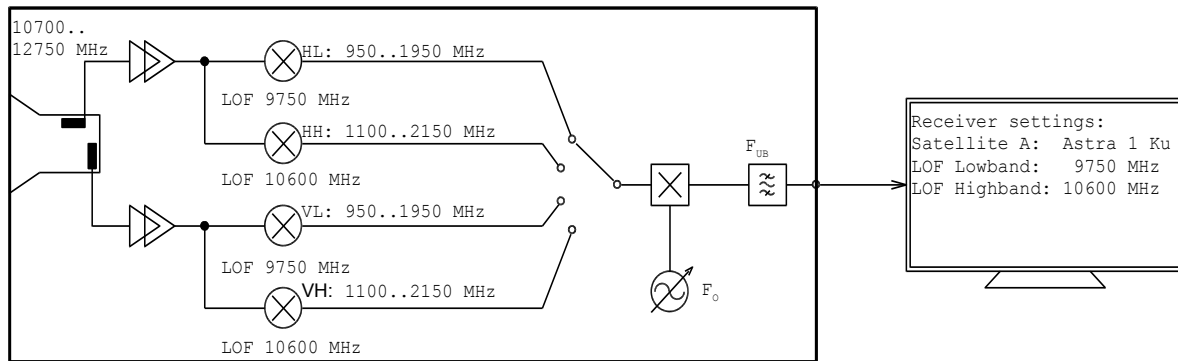 10700..
12750 MHz
HL: 950..1950 MHz
LOF 9750 MHz
HH: 1100..2150 MHz
LOF 10600 MHz
VL: 950..1950 MHz
LOF 9750 MHz
VH: 1100..2150 MHz
LOF 10600 MHz
F_UB
F_O
Receiver settings:
Satellite A: Astra 1 Ku
LOF Lowband: 9750 MHz
LOF Highband: 10600 MHz